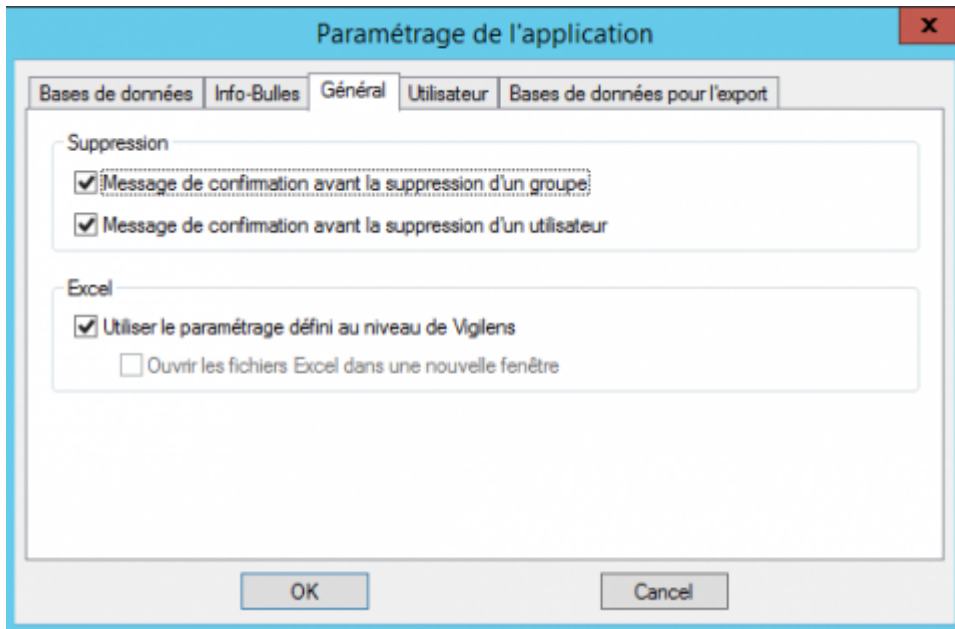 Paramétrage de l'application
x
Bases de données Info-Bulles Général Utilisateur Bases de données pour l'export
Suppression
Message de confirmation avant la suppression d'un groupe
Message de confirmation avant la suppression d'un utilisateur
Excel
Utiliser le paramétrage défini au niveau de Vigilens
Ouvrir les fichiers Excel dans une nouvelle fenêtre
OK Cancel